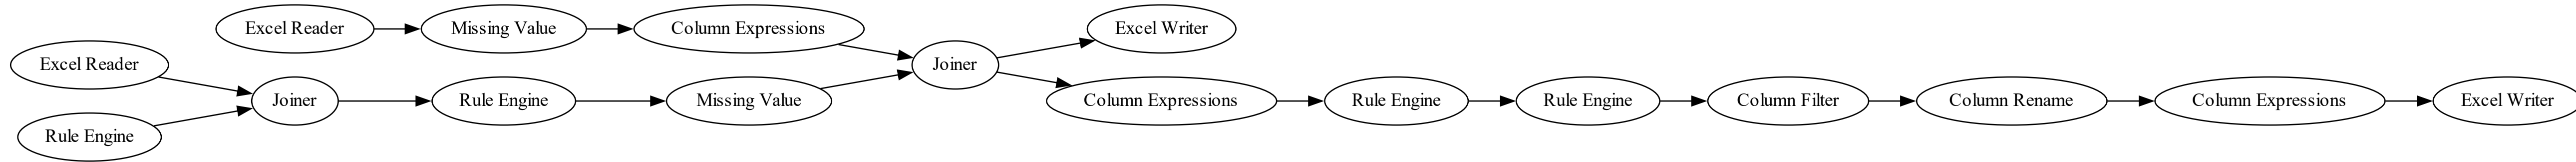 Excel Reader
Missing Value
Column Expressions
Excel Writer
Excel Reader
Joiner
Joiner
Rule Engine
Missing Value
Column Expressions
Rule Engine
Rule Engine
Column Filter
Column Rename
Column Expressions
Excel Writer
Rule Engine